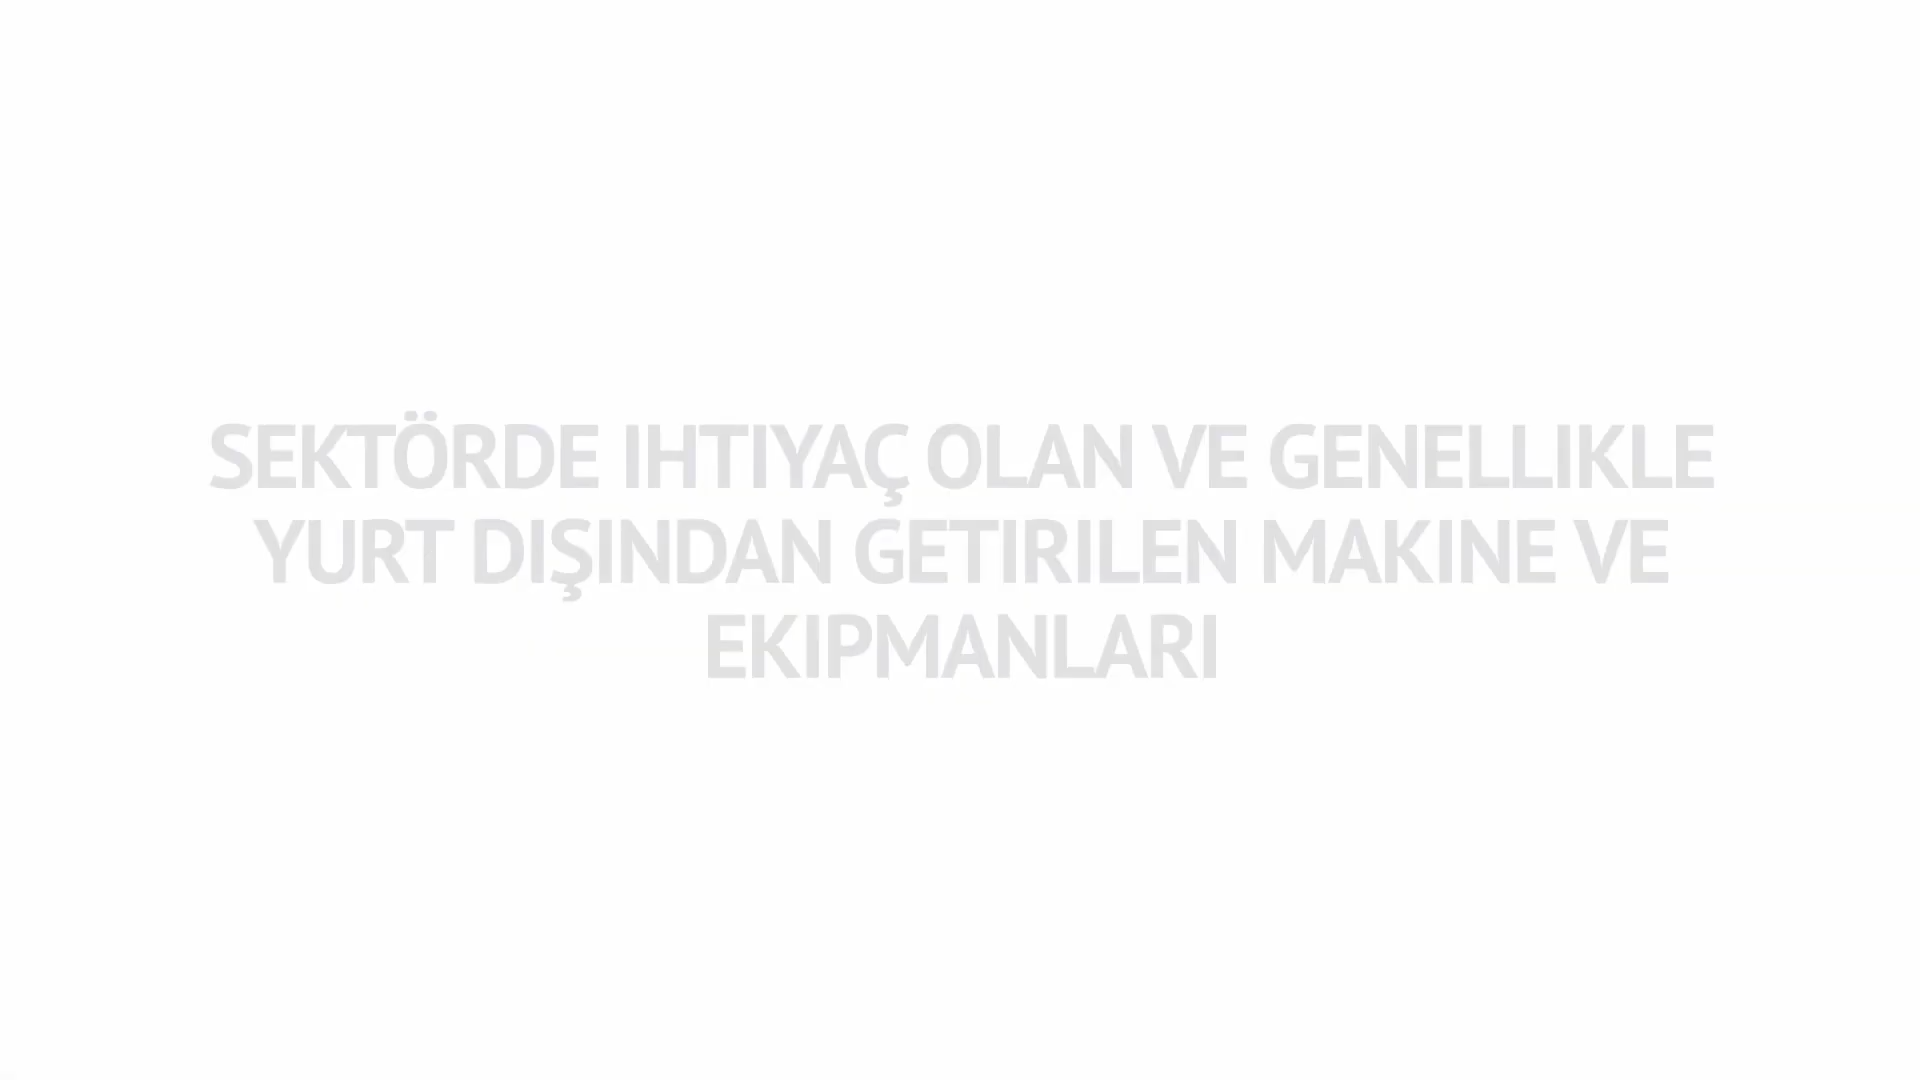 SEKTÖRDE IHTIYAÇ OLAN VE GENELLIKLE
YURT DIŞINDAN GETIRILEN MAKINE VE
EKIPMANLARI